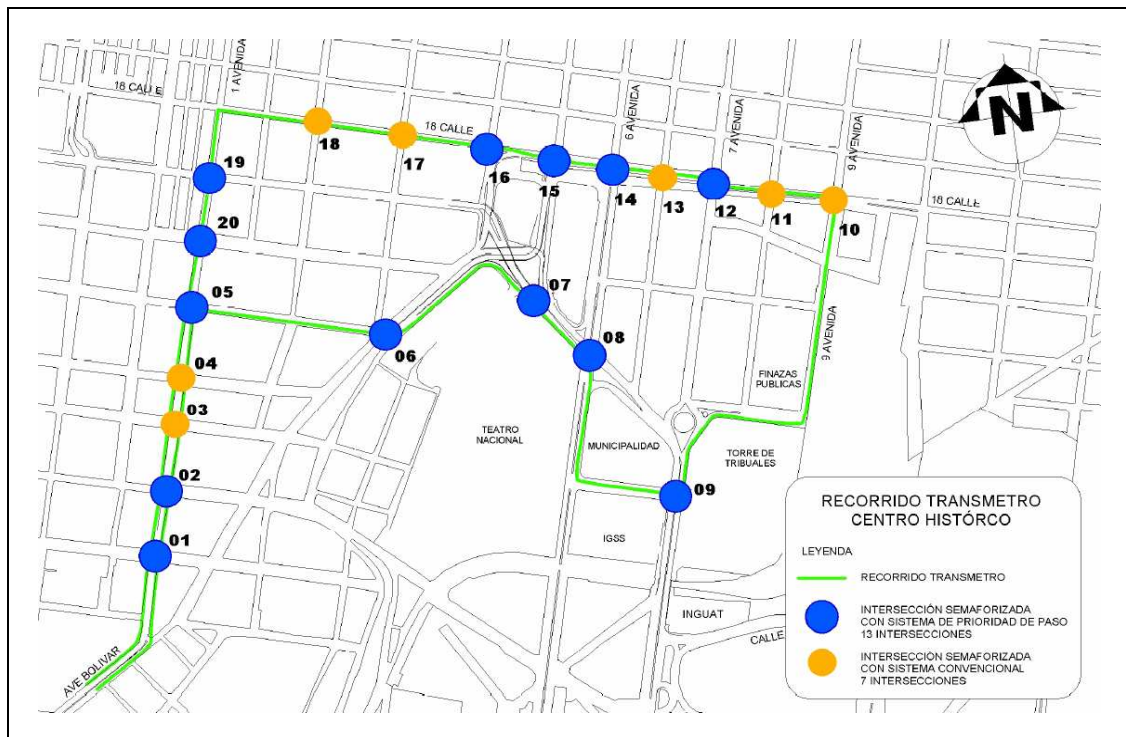 1 AVENIDA
18 CALLE
18
18 CALLE
17
16
15
6 AVENIDA
14
13
7 AVENIDA
12
11
9 AVENIDA
10
18 CALLE
N
19
20
05
06
07
08
04
03
02
01
9 AVENIDA
FINAZAS
PUBLICAS
TEATRO
NACIONAL
MUNICIPALIDAD
TORRE DE
TRIBUALES
09
IGSS
INGUAT
CALLE
AVE BOLIVAR
RECORRIDO TRANSMETRO
CENTRO HISTÓRCO
LEYENDA
RECORRIDO TRANSMETRO
INTERSECCIÓN SEMAFORIZADA
CON SISTEMA DE PRIORIDAD DE PASO
13 INTERSECCIONES
INTERSECCIÓN SEMAFORIZADA
CON SISTEMA CONVENCIONAL
7 INTERSECCIONES